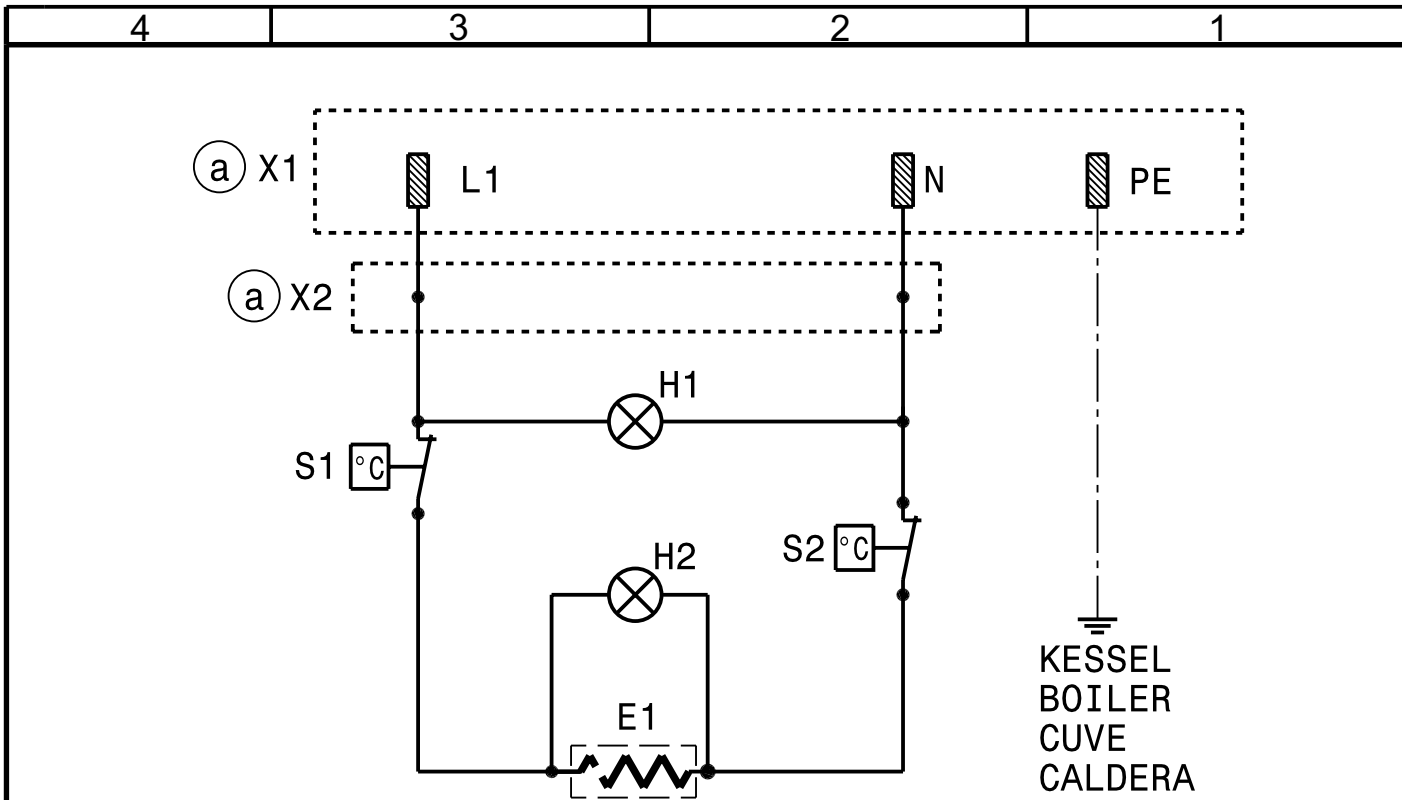 4 3 2 1
a X1 L1 N PE
a X2
H1
S1 °C
S2 °C
H2
E1
KESSEL
BOILER
CUVE
CALDERA